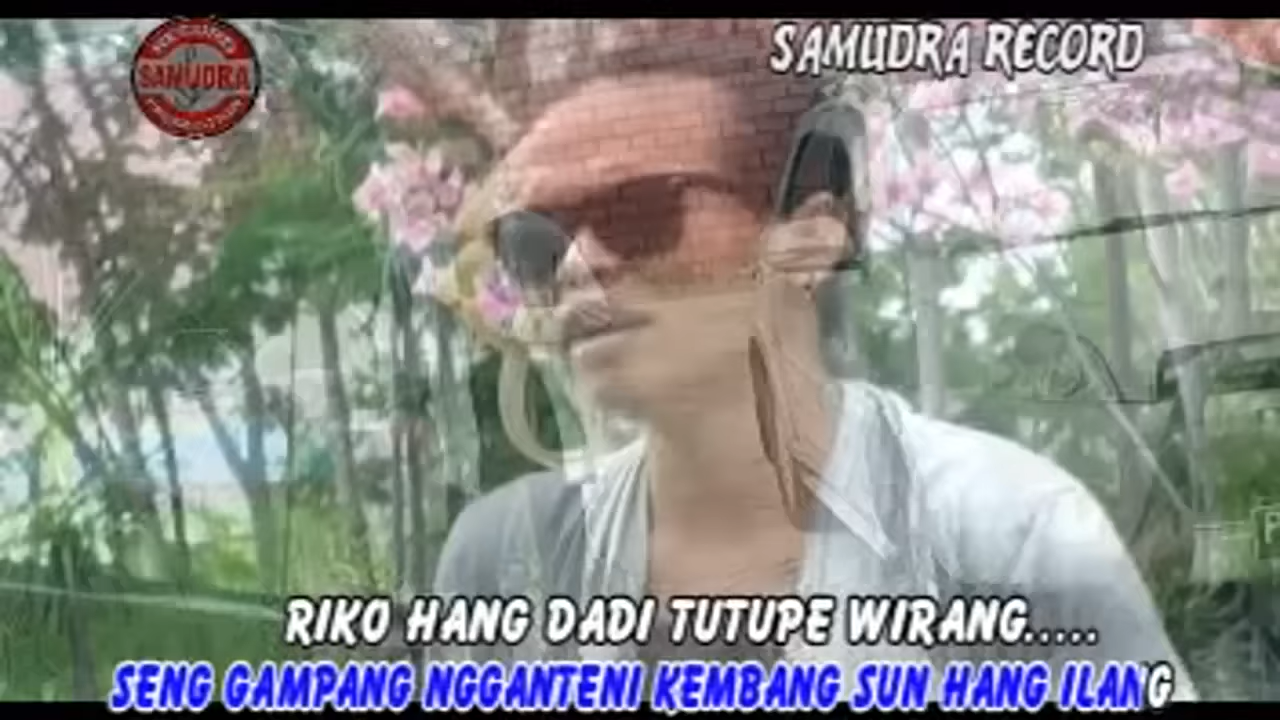 SAMUDRA RECORD
SAMUDRA
RIKO HANG DADI TUTUPE WIRANG.....
SENG GAMPANG NGGANTENI KEMBANG SUN HANG ILANG